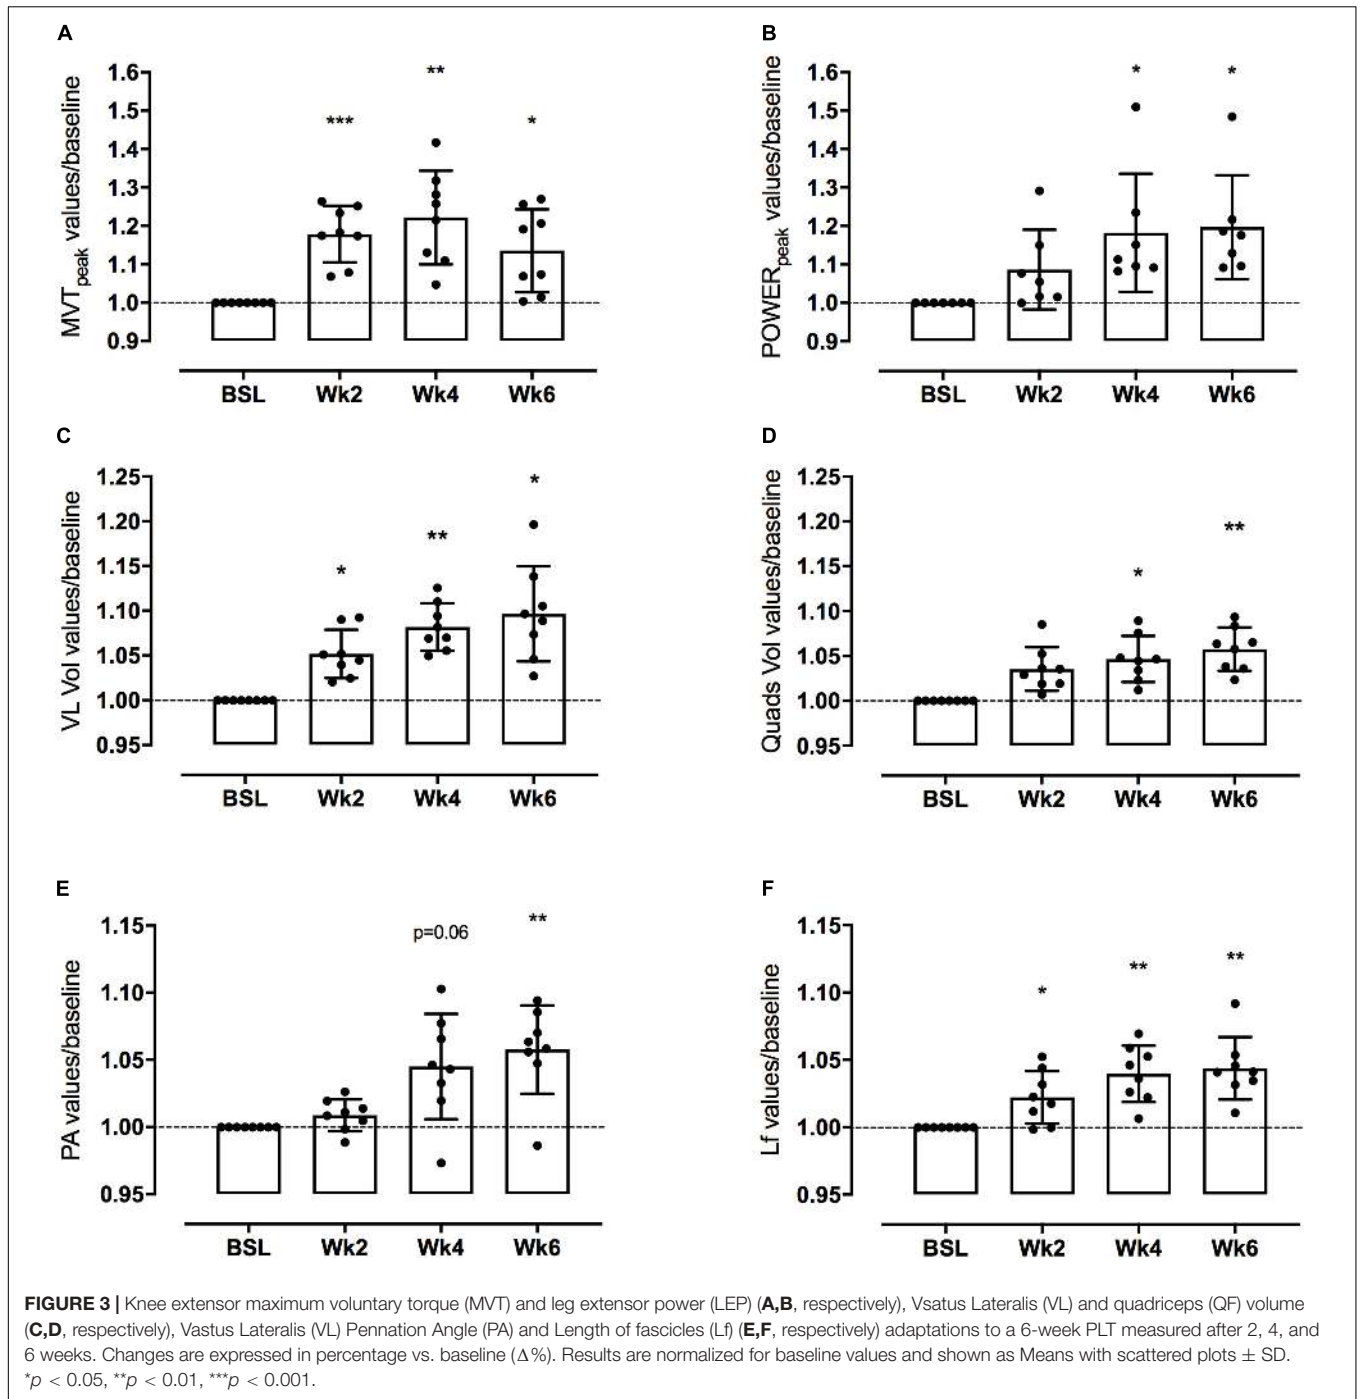 A
MVTpeak values/baseline
1.6
1.5
1.4
1.3
1.2
1.1
1.0
0.9
***
**
*
BSL Wk2 Wk4 Wk6
B
POWERpeak values/baseline
1.6
1.5
1.4
1.3
1.2
1.1
1.0
0.9
*
*
BSL Wk2 Wk4 Wk6
C
VL Vol values/baseline
1.25
1.20
1.15
1.10
1.05
1.00
0.95
*
**
*
BSL Wk2 Wk4 Wk6
D
Quads Vol values/baseline
1.25
1.20
1.15
1.10
1.05
1.00
0.95
*
**
BSL Wk2 Wk4 Wk6
E
PA values/baseline
1.15
1.10
1.05
1.00
0.95
p=0.06
**
BSL Wk2 Wk4 Wk6
F
Lf values/baseline
1.15
1.10
1.05
1.00
0.95
*
**
**
BSL Wk2 Wk4 Wk6
FIGURE 3 | Knee extensor maximum voluntary torque (MVT) and leg extensor power (LEP) (A,B, respectively), Vsatus Lateralis (VL) and quadriceps (QF) volume
(C,D, respectively), Vastus Lateralis (VL) Pennation Angle (PA) and Length of fascicles (Lf) (E,F, respectively) adaptations to a 6-week PLT measured after 2, 4, and
6 weeks. Changes are expressed in percentage vs. baseline (Δ%). Results are normalized for baseline values and shown as Means with scattered plots ± SD.
*p < 0.05, **p < 0.01, ***p < 0.001.